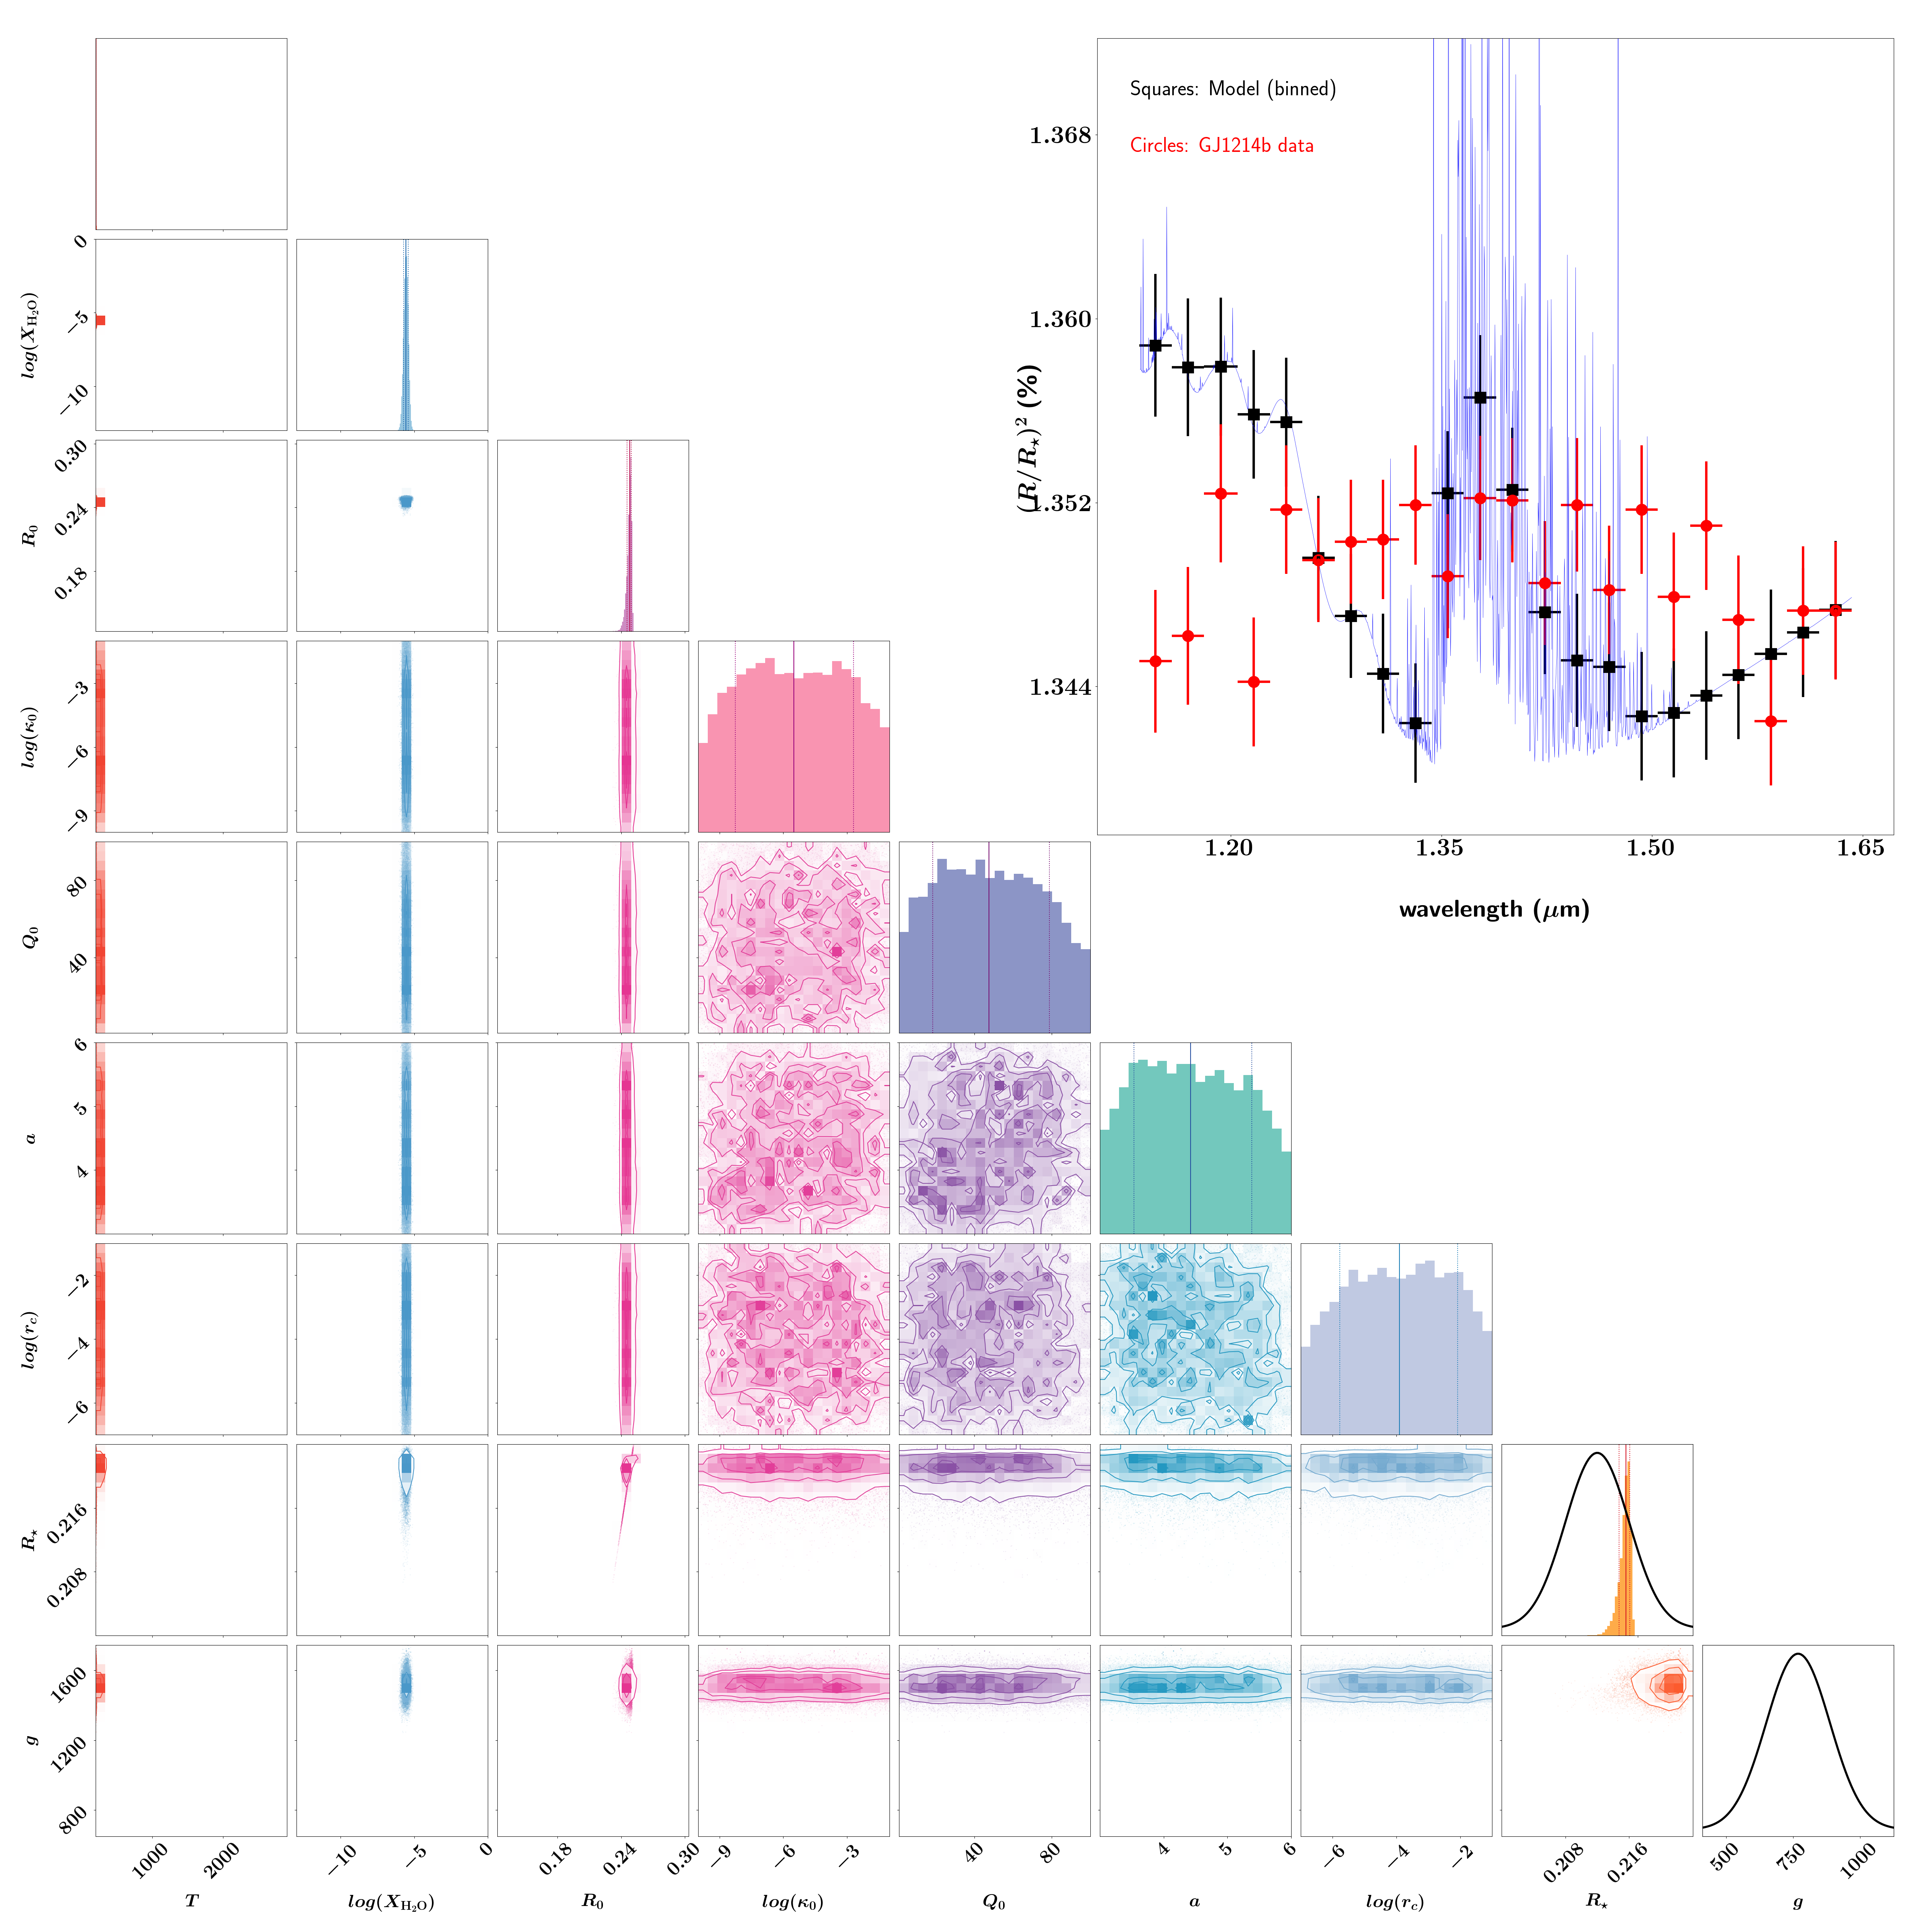 Squares: Model (binned)
Circles: GJ1214b data
1.368
1.360
1.352
1.344
(R/R⋆)² (%)
1.20 1.35 1.50 1.65
wavelength (μm)
0
−5
−10
log(X_H₂O)
0.30
0.24
0.18
R₀
−3
−6
−9
log(κ₀)
80
40
Q₀
6
5
4
a
−2
−4
−6
log(r_c)
0.216
0.208
R⋆
1600
1200
800
g
1000 2000 −10 −5 0 0.18 0.24 0.30 −9 −6 −3 40 80 4 5 6 −6 −4 −2 0.208 0.216 500 750 1000
T log(X_H₂O) R₀ log(κ₀) Q₀ a log(r_c) R⋆ g